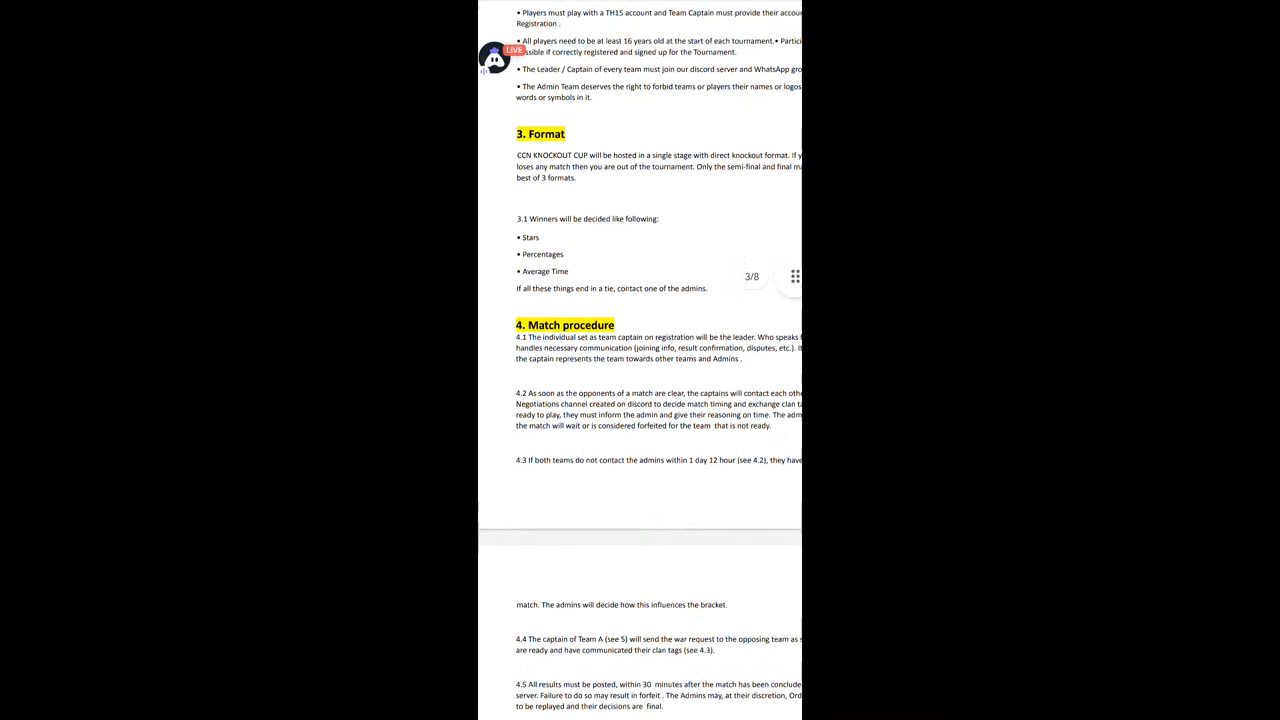 • Players must play with a TH15 account and Team Captain must provide their
Registration .
• All players need to be at least 16 years old at the start of each tournament.•
LIVE
if correctly registered and signed up for the Tournament.
• The Leader / Captain of every team must join our discord server and WhatsApp
• The Admin Team deserves the right to forbid teams or players their names or logos
words or symbols in it.
3. Format
CCN KNOCKOUT CUP will be hosted in a single stage with direct knockout format. If
loses any match then you are out of the tournament. Only the semi-final and final
best of 3 formats.
3.1 Winners will be decided like following:
• Stars
• Percentages
• Average Time
3/8
If all these things end in a tie, contact one of the admins.
4. Match procedure
4.1 The individual set as team captain on registration will be the leader. Who speaks
handles necessary communication (joining info, result confirmation, disputes, etc.).
the captain represents the team towards other teams and Admins .
4.2 As soon as the opponents of a match are clear, the captains will contact each
Negotiations channel created on discord to decide match timing and exchange clan
ready to play, they must inform the admin and give their reasoning on time. The
the match will wait or is considered forfeited for the team that is not ready.
4.3 If both teams do not contact the admins within 1 day 12 hour (see 4.2), they have
match. The admins will decide how this influences the bracket.
4.4 The captain of Team A (see 5) will send the war request to the opposing team as
are ready and have communicated their clan tags (see 4.3).
4.5 All results must be posted, within 30 minutes after the match has been
server. Failure to do so may result in forfeit . The Admins may, at their discretion,
to be replayed and their decisions are final.